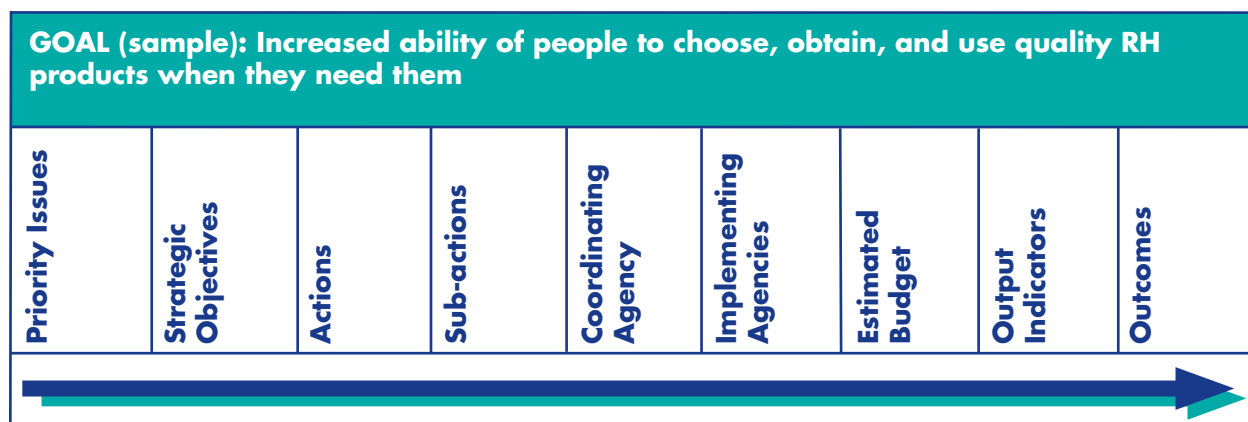 GOAL (sample): Increased ability of people to choose, obtain, and use quality RH
products when they need them
Priority Issues
Strategic
Objectives
Actions
Sub-actions
Coordinating
Agency
Implementing
Agencies
Estimated
Budget
Output
Indicators
Outcomes